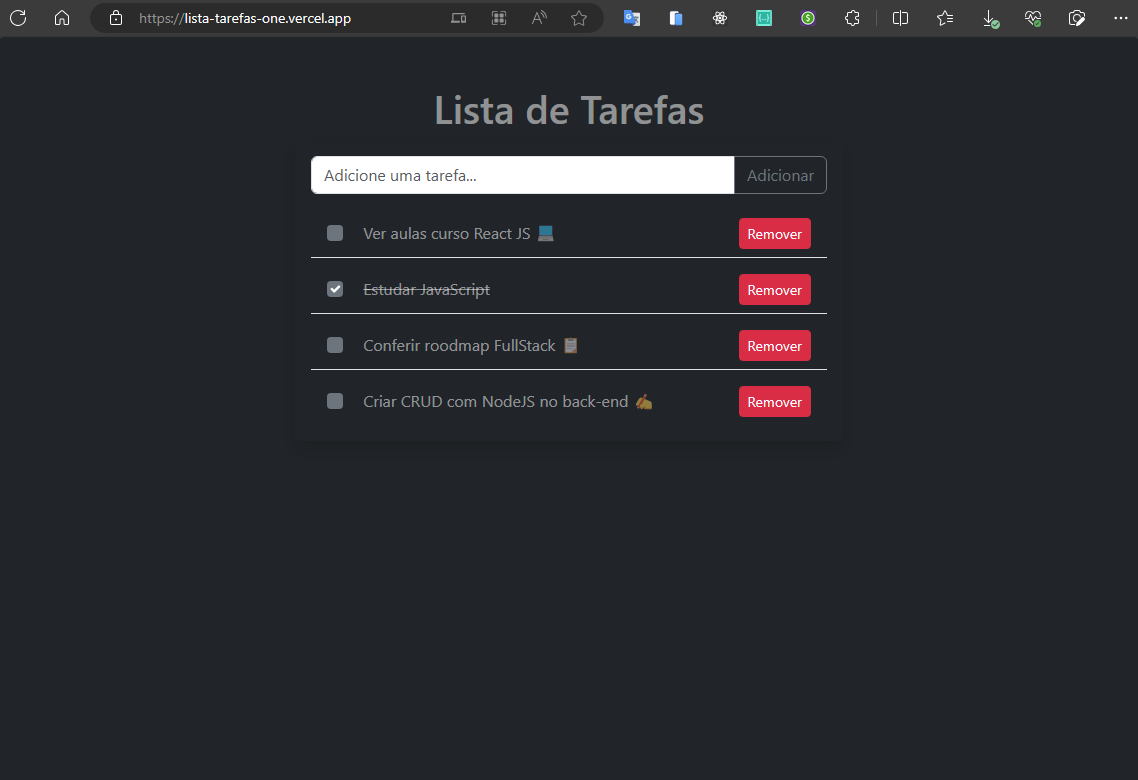 https://lista-tarefas-one.vercel.app
Lista de Tarefas
Adicione uma tarefa... Adicionar
Ver aulas curso React JS 💻 Remover
Estudar JavaScript Remover
Conferir roodmap FullStack 📋 Remover
Criar CRUD com NodeJS no back-end ✍🏾 Remover